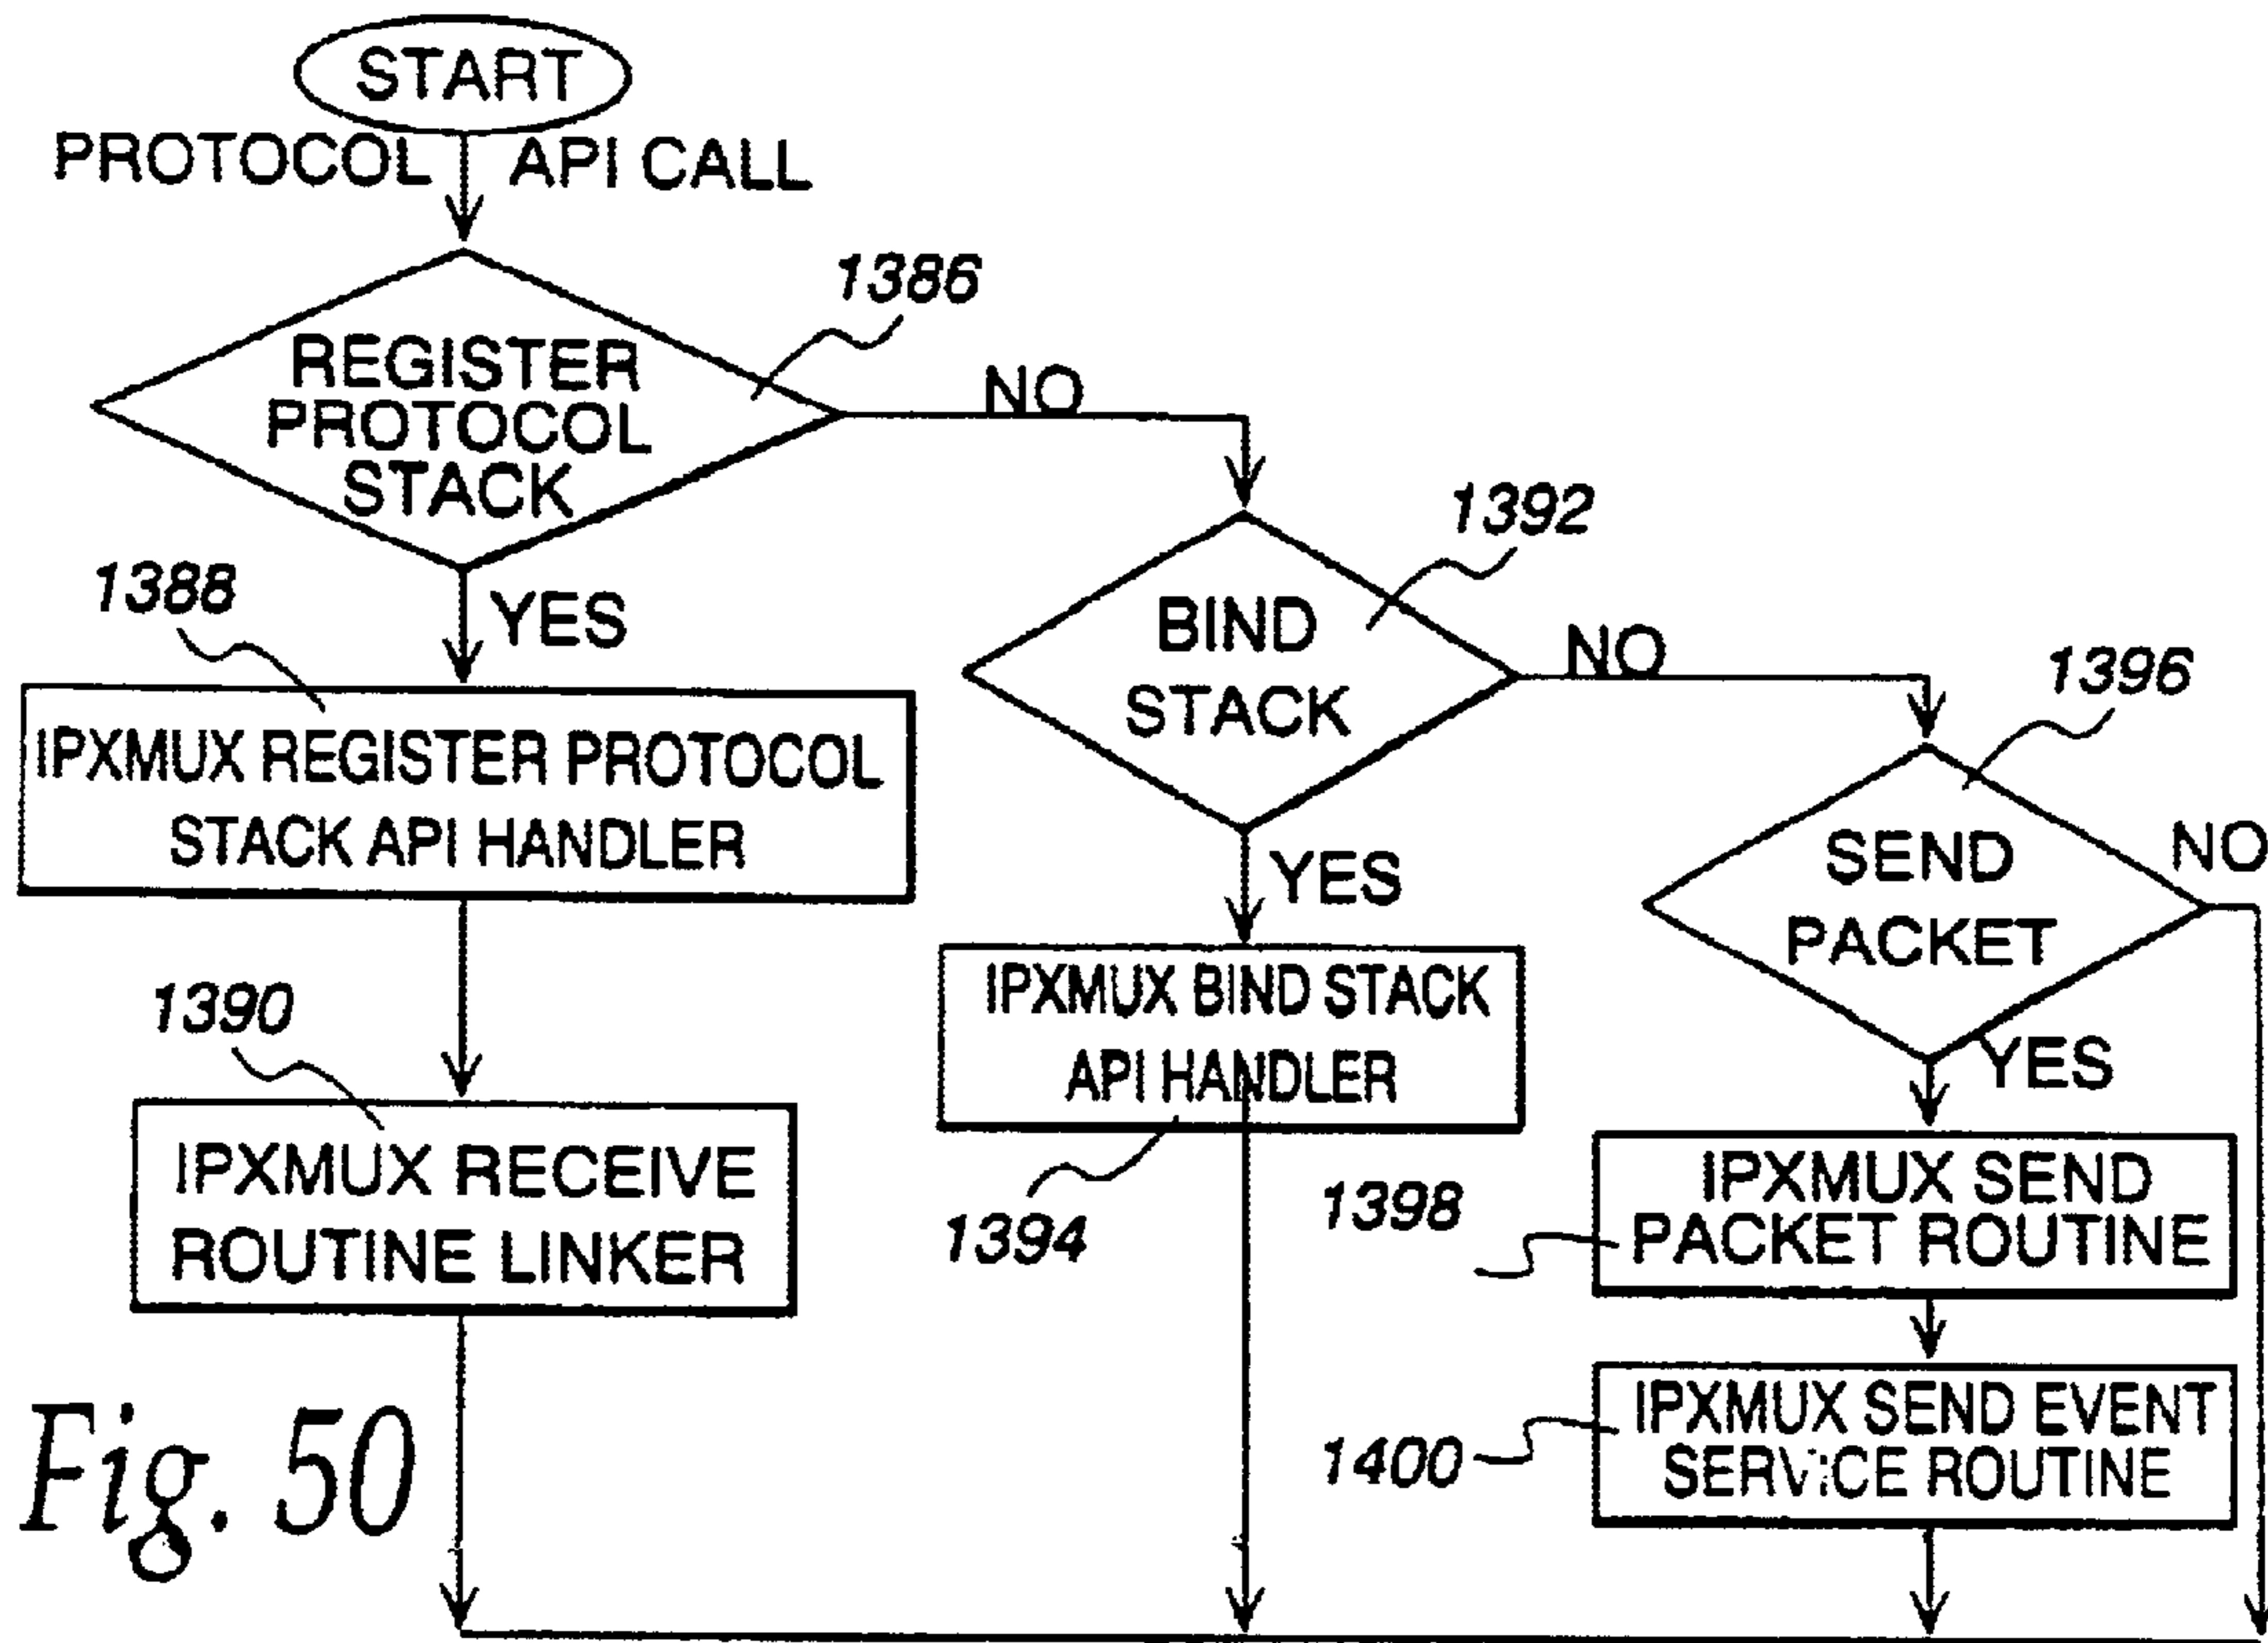 START
PROTOCOL API CALL
1386
REGISTER
PROTOCOL
STACK
NO
1388
YES
IPXMUX REGISTER PROTOCOL
STACK API HANDLER
1390
IPXMUX RECEIVE
ROUTINE LINKER
1392
BIND
STACK
NO
YES
IPXMUX BIND STACK
API HANDLER
1394
1396
SEND
PACKET
NO
YES
1398
IPXMUX SEND
PACKET ROUTINE
1400
IPXMUX SEND EVENT
SERVICE ROUTINE
Fig. 50